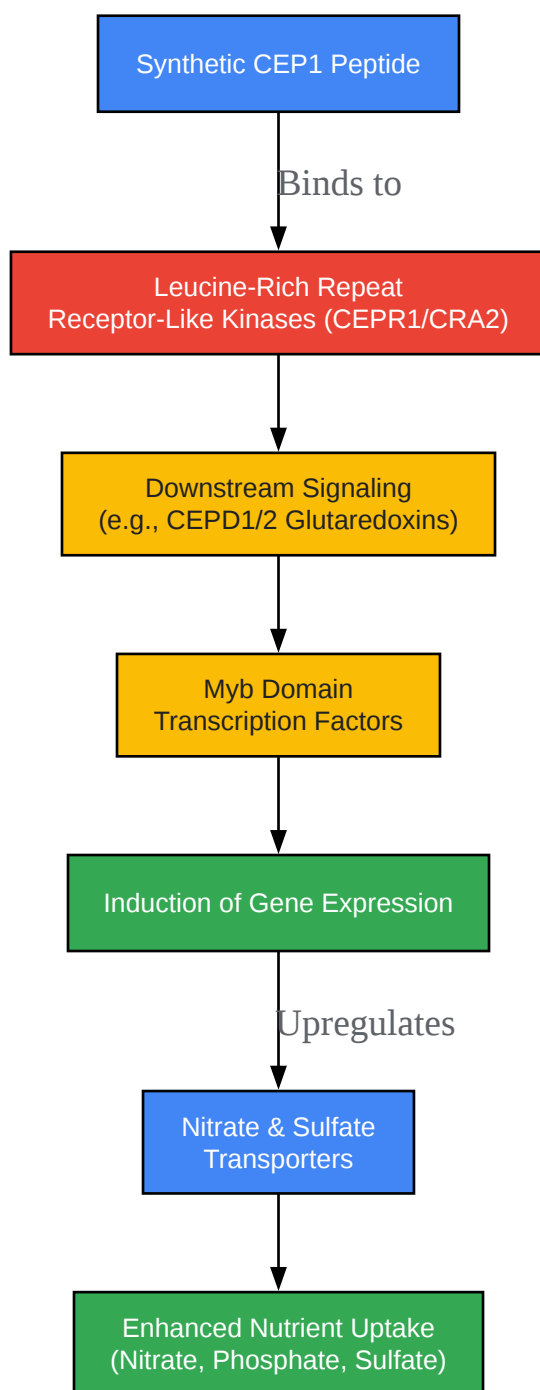 Synthetic CEP1 Peptide
Binds to
Leucine-Rich Repeat
Receptor-Like Kinases (CEPR1/CRA2)
Downstream Signaling
(e.g., CEPD1/2 Glutaredoxins)
Myb Domain
Transcription Factors
Induction of Gene Expression
Upregulates
Nitrate & Sulfate
Transporters
Enhanced Nutrient Uptake
(Nitrate, Phosphate, Sulfate)